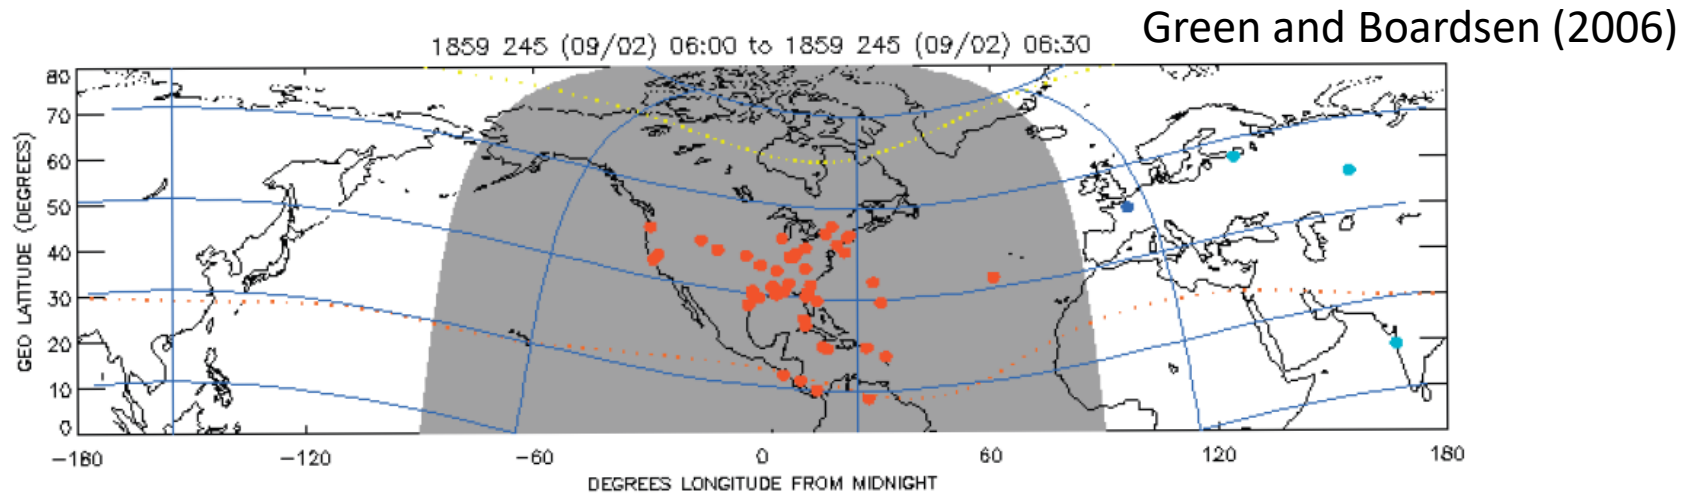 Green and Boardsen (2006)
1859 245 (09/02) 06:00 to 1859 245 (09/02) 06:30
GEO LATITUDE (DEGREES)
80
70
60
50
40
30
20
10
0
-180 -120 -60 0 60 120 180
DEGREES LONGITUDE FROM MIDNIGHT